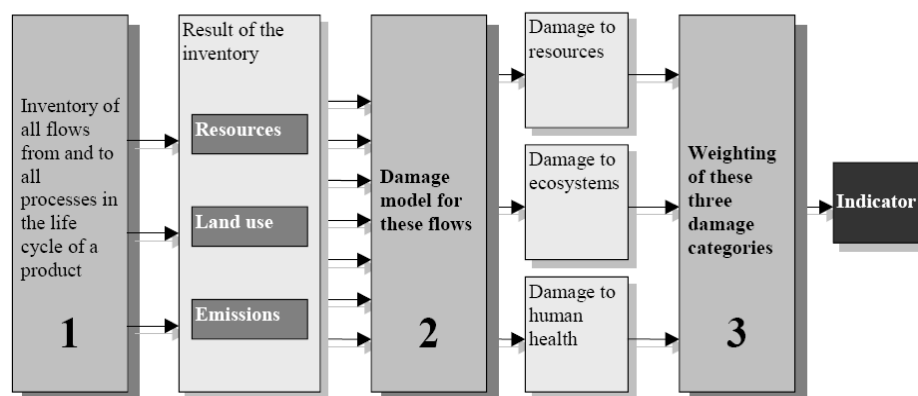 Inventory of
all flows
from and to
all
processes in
the life
cycle of a
product
1
Result of the
inventory
Resources
Land use
Emissions
Damage
model for
these flows
2
Damage to
resources
Damage to
ecosystems
Damage to
human
health
Weighting
of these
three
damage
categories
3
Indicator